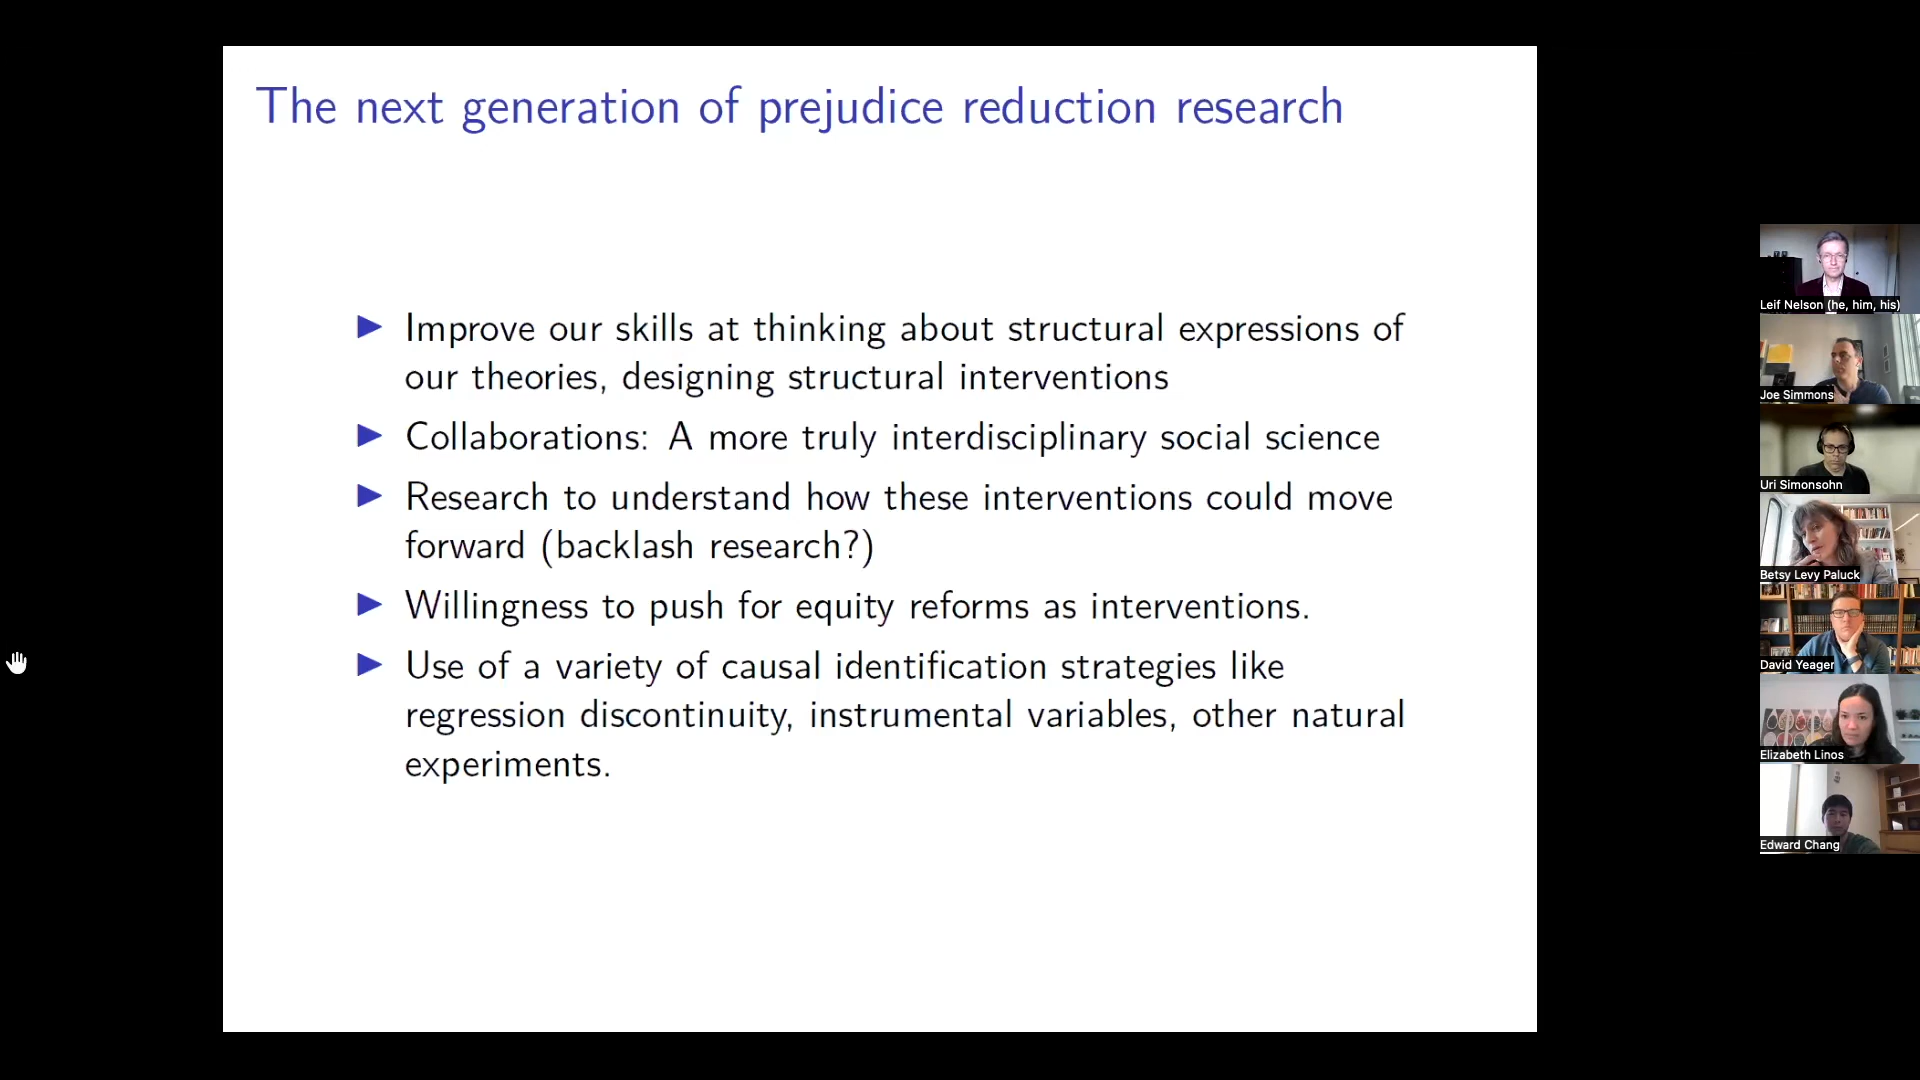 The next generation of prejudice reduction research
Improve our skills at thinking about structural expressions of
our theories, designing structural interventions
Collaborations: A more truly interdisciplinary social science
Research to understand how these interventions could move
forward (backlash research?)
Willingness to push for equity reforms as interventions.
Use of a variety of causal identification strategies like
regression discontinuity, instrumental variables, other natural
experiments.
Leif Nelson (he, him, his)
Joe Simmons
Uri Simonsohn
Betsy Levy Paluck
David Yeager
Elizabeth Linos
Edward Chang